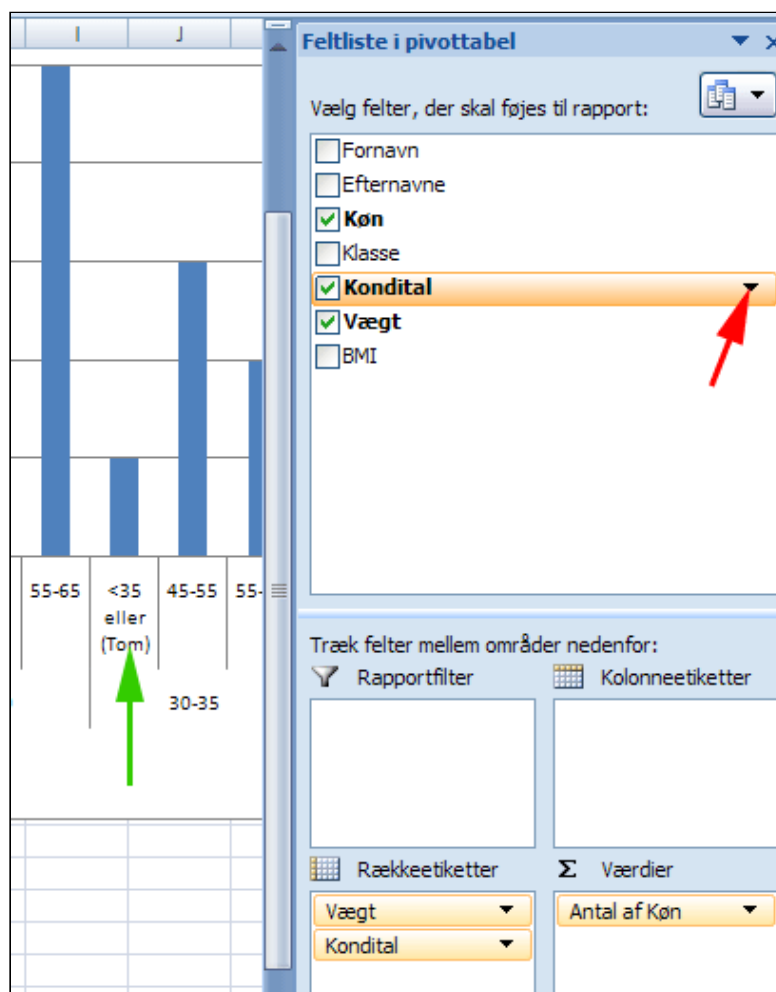 I J
Feltliste i pivottabel
Vælg felter, der skal føjes til rapport:
Fornavn
Efternavne
Køn
Klasse
Kondital
Vægt
BMI
55-65 <35 45-55 55-
eller
(Tom)
30-35
Træk felter mellem områder nedenfor:
Rapportfilter Kolonneetiketter
Rækkeetiketter Σ Værdier
Vægt Antal af Køn
Kondital